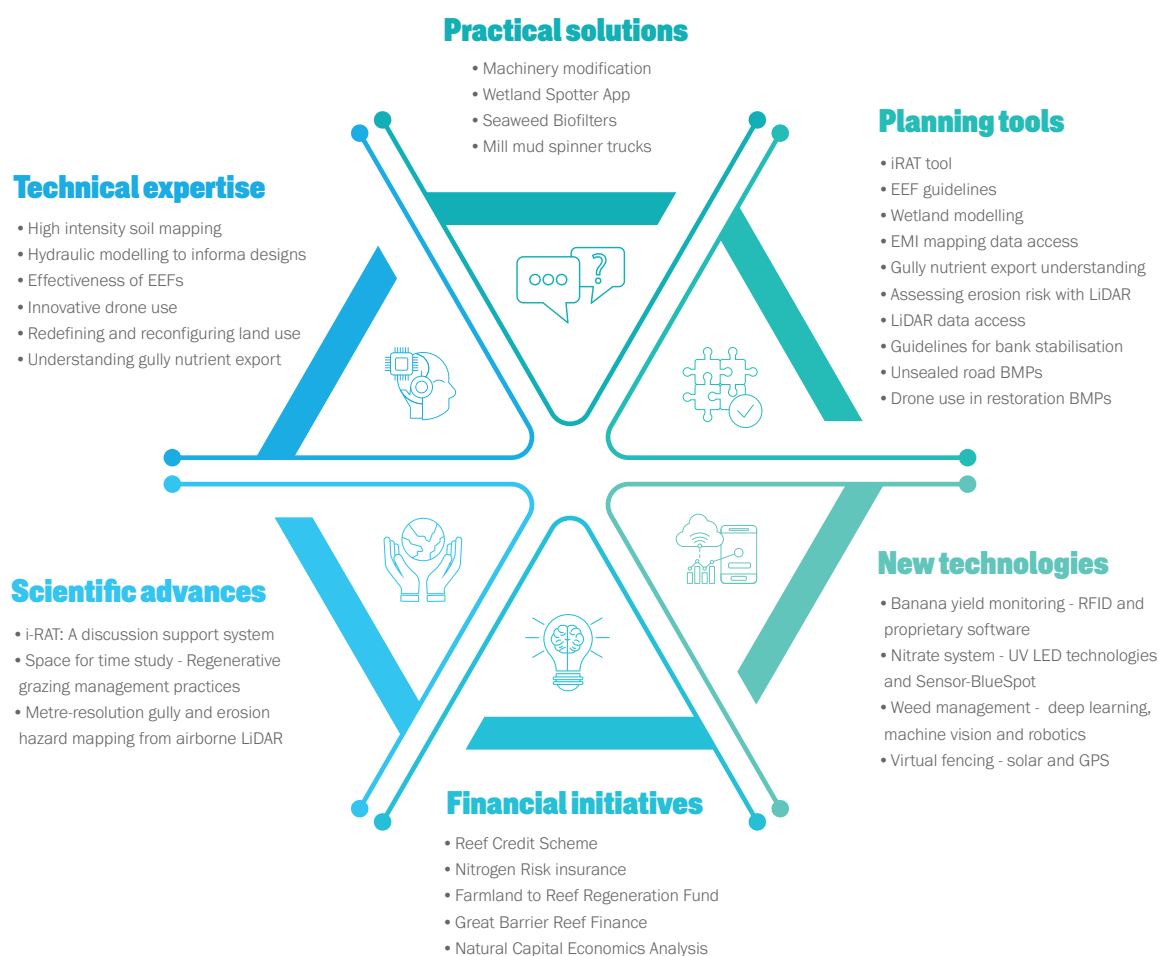 Practical solutions
• Machinery modification
• Wetland Spotter App
• Seaweed Biofilters
• Mill mud spinner trucks
Planning tools
• iRAT tool
• EEF guidelines
• Wetland modelling
• EMI mapping data access
• Gully nutrient export understanding
• Assessing erosion risk with LiDAR
• LiDAR data access
• Guidelines for bank stabilisation
• Unsealed road BMPs
• Drone use in restoration BMPs
Technical expertise
• High intensity soil mapping
• Hydraulic modelling to informa designs
• Effectiveness of EEFs
• Innovative drone use
• Redefining and reconfiguring land use
• Understanding gully nutrient export
?
New technologies
• Banana yield monitoring - RFID and
proprietary software
• Nitrate system - UV LED technologies
and Sensor-BlueSpot
• Weed management - deep learning,
machine vision and robotics
• Virtual fencing - solar and GPS
Scientific advances
• i-RAT: A discussion support system
• Space for time study - Regenerative
grazing management practices
• Metre-resolution gully and erosion
hazard mapping from airborne LiDAR
Financial initiatives
• Reef Credit Scheme
• Nitrogen Risk insurance
• Farmland to Reef Regeneration Fund
• Great Barrier Reef Finance
• Natural Capital Economics Analysis